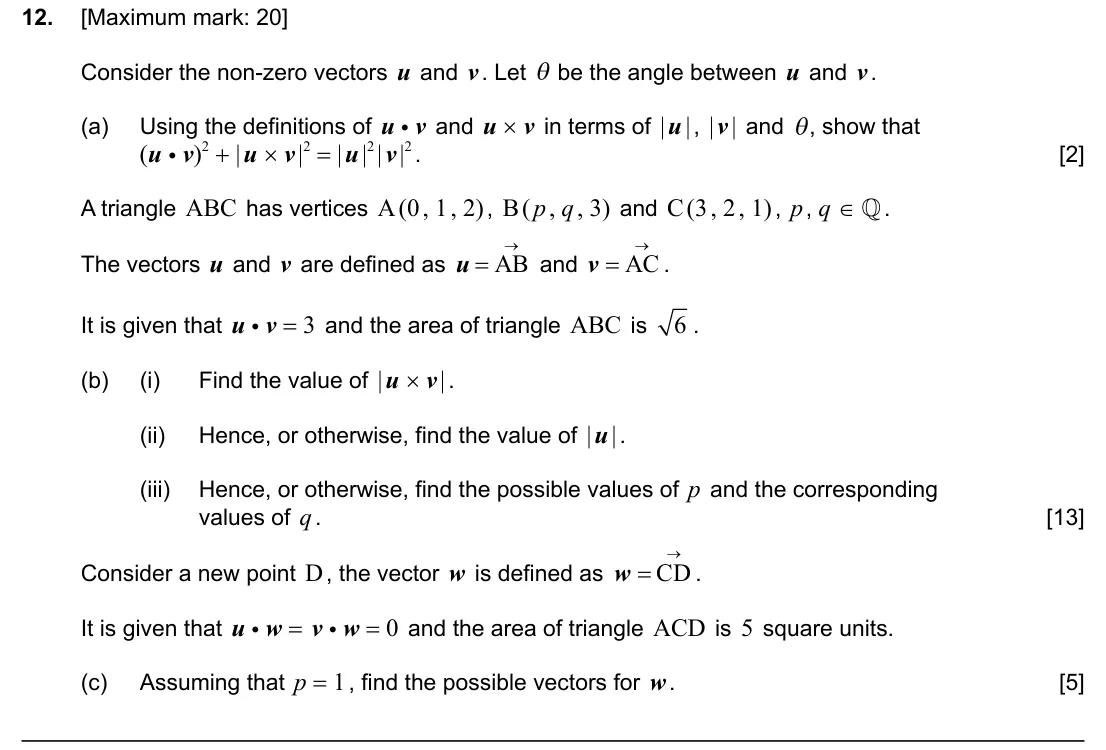 12. [Maximum mark: 20]
Consider the non-zero vectors u and v. Let θ be the angle between u and v.
(a) Using the definitions of u • v and u × v in terms of |u|, |v| and θ, show that
(u • v)² + |u × v|² = |u|²|v|². [2]
A triangle ABC has vertices A(0, 1, 2), B(p, q, 3) and C(3, 2, 1), p, q ∈ ℚ.
The vectors u and v are defined as u = A⃗B⃗ and v = A⃗C⃗.
It is given that u • v = 3 and the area of triangle ABC is √6.
(b) (i) Find the value of |u × v|.
(ii) Hence, or otherwise, find the value of |u|.
(iii) Hence, or otherwise, find the possible values of p and the corresponding
values of q. [13]
Consider a new point D, the vector w is defined as w = C⃗D⃗.
It is given that u • w = v • w = 0 and the area of triangle ACD is 5 square units.
(c) Assuming that p = 1, find the possible vectors for w. [5]